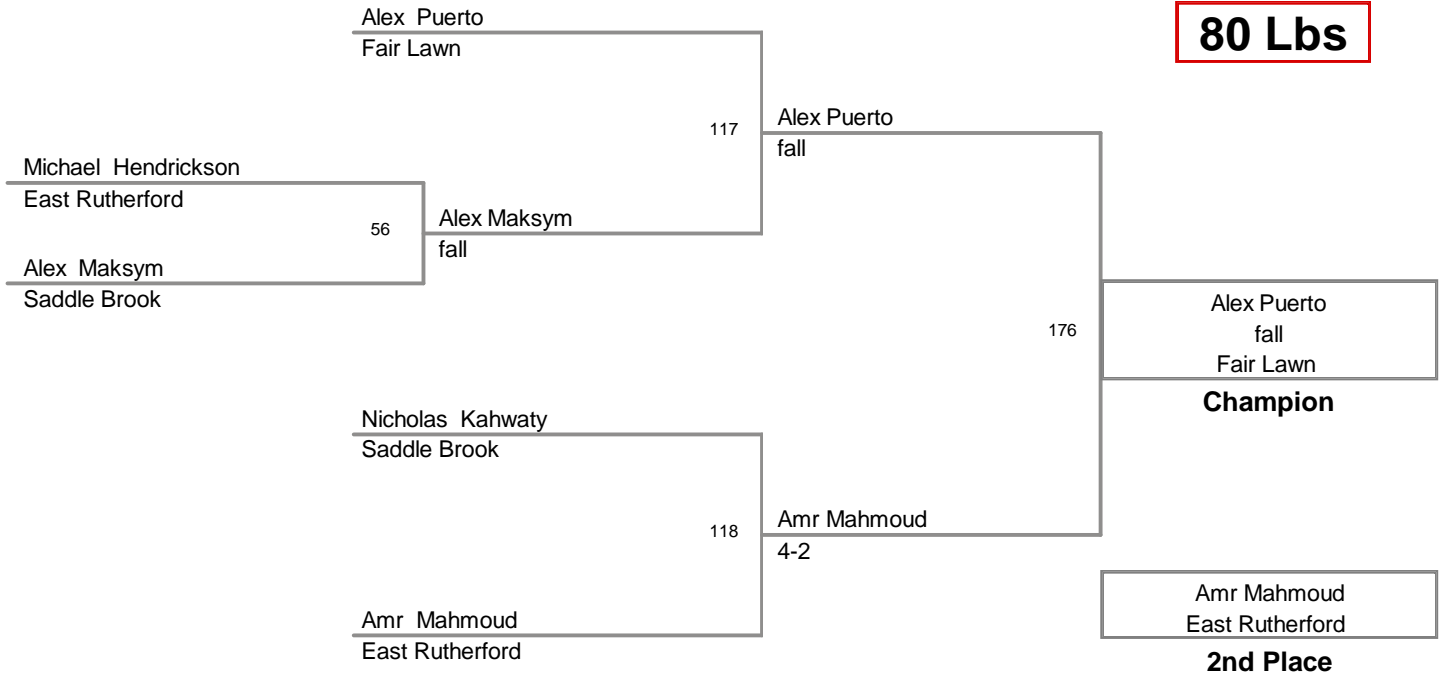 Alex Puerto
Fair Lawn
80 Lbs
117
Alex Puerto
fall
Michael Hendrickson
East Rutherford
56
Alex Maksym
fall
Alex Maksym
Saddle Brook
176
Alex Puerto
fall
Fair Lawn
Champion
Nicholas Kahwaty
Saddle Brook
118
Amr Mahmoud
4-2
Amr Mahmoud
East Rutherford
Amr Mahmoud
East Rutherford
2nd Place